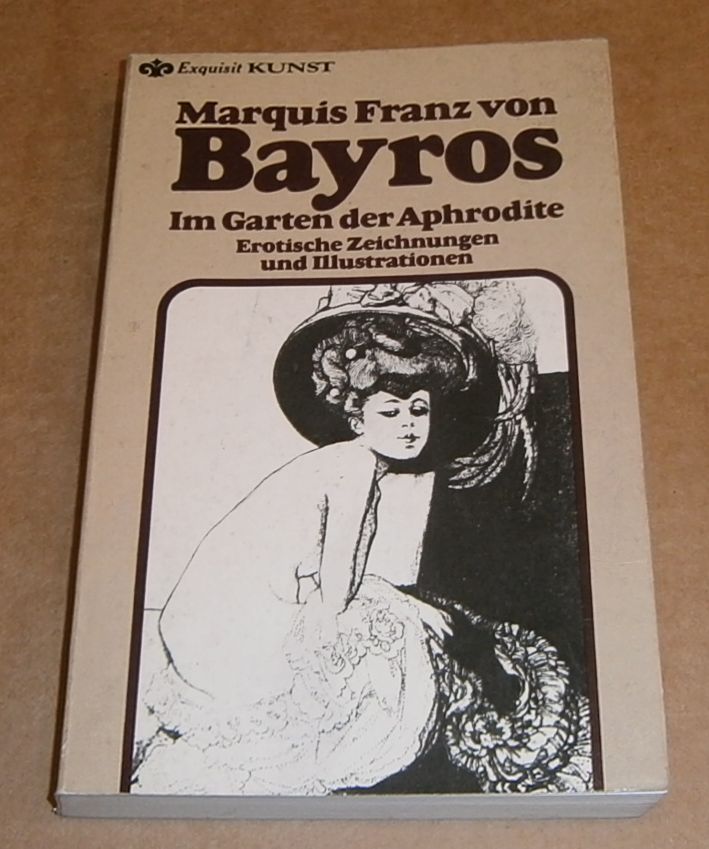 Exquisit KUNST
Marquis Franz von
Bayros
Im Garten der Aphrodite
Erotische Zeichnungen
und Illustrationen